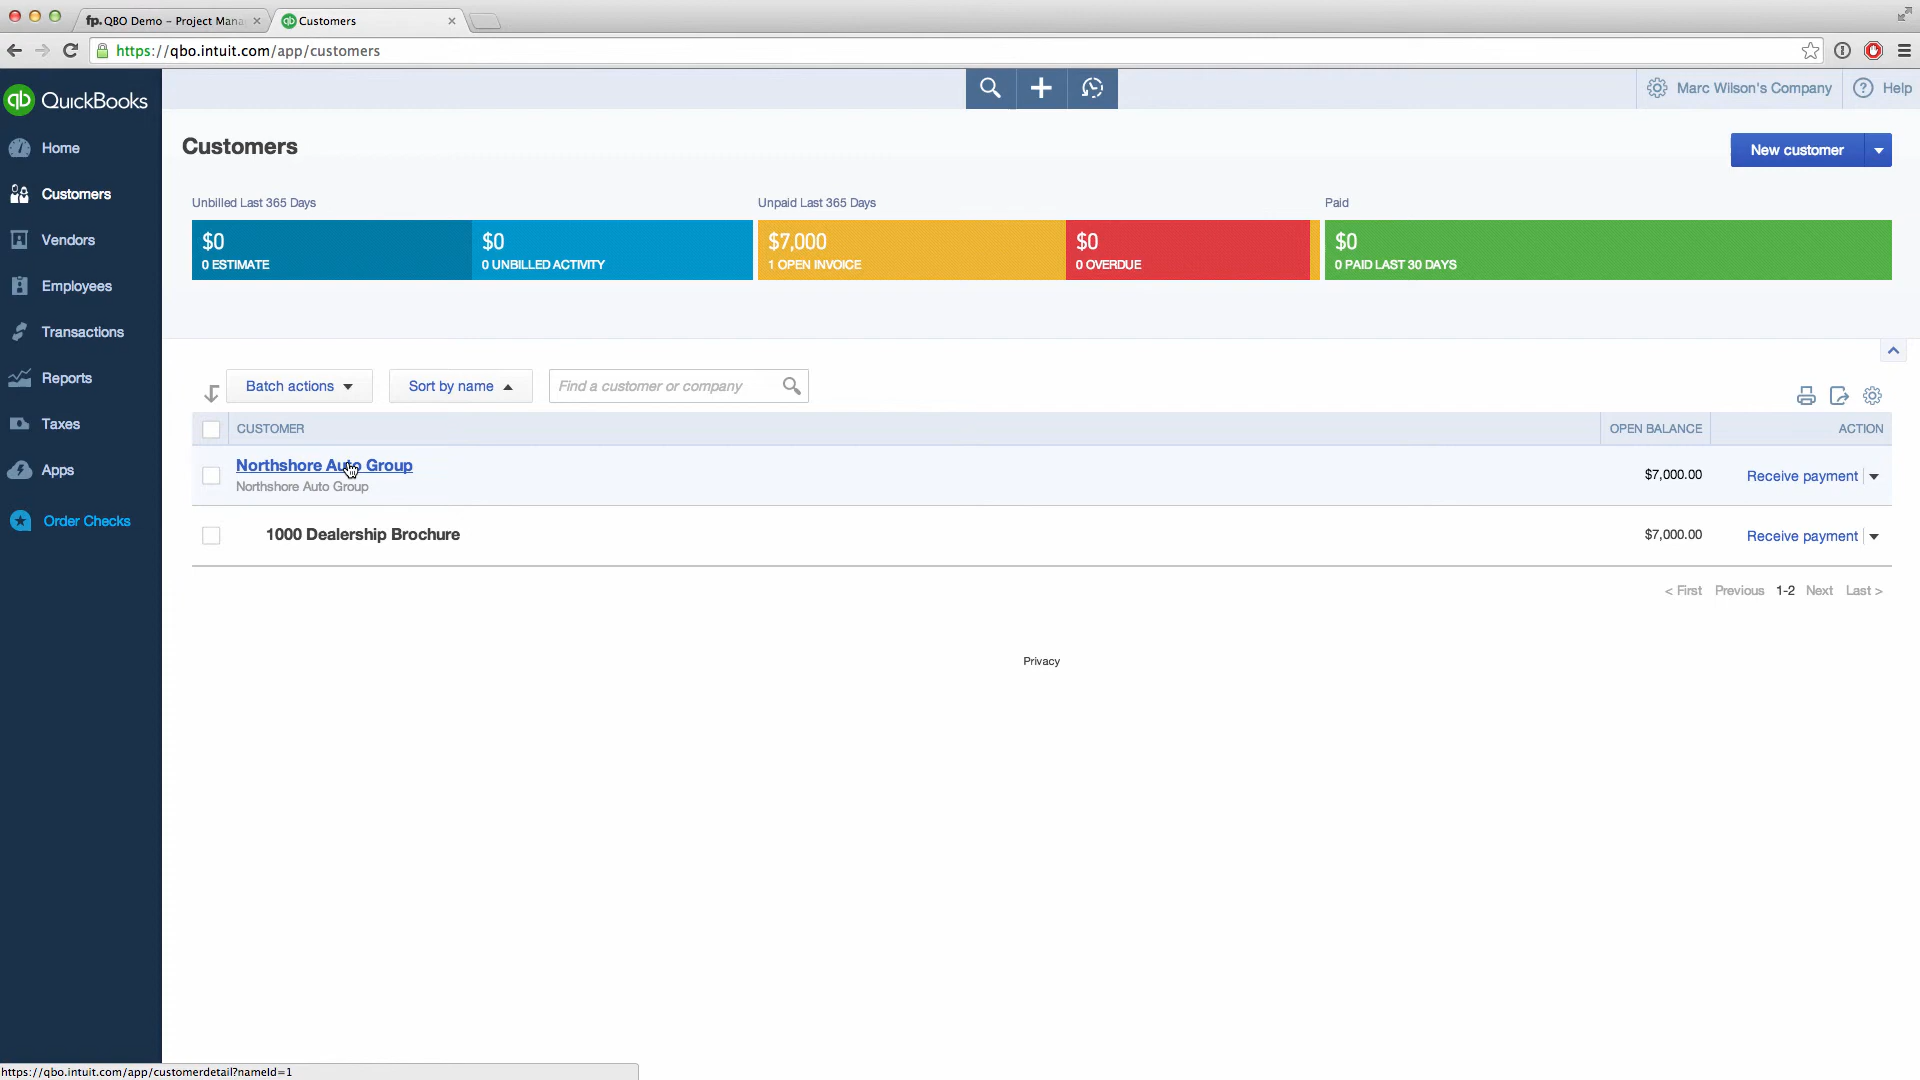 fp. QBO Demo – Project Mana
Customers
https://qbo.intuit.com/app/customers
qb QuickBooks
Marc Wilson's Company
? Help
Home
Customers
Vendors
Employees
Transactions
Reports
Taxes
Apps
Order Checks
Customers
New customer
Unbilled Last 365 Days
Unpaid Last 365 Days
Paid
$0
0 ESTIMATE
$0
0 UNBILLED ACTIVITY
$7,000
1 OPEN INVOICE
$0
0 OVERDUE
$0
0 PAID LAST 30 DAYS
Batch actions
Sort by name
Find a customer or company
CUSTOMER
OPEN BALANCE
ACTION
Northshore Auto Group
Northshore Auto Group
$7,000.00
Receive payment
1000 Dealership Brochure
$7,000.00
Receive payment
< First Previous 1-2 Next Last >
Privacy
https://qbo.intuit.com/app/customerdetail?nameId=1